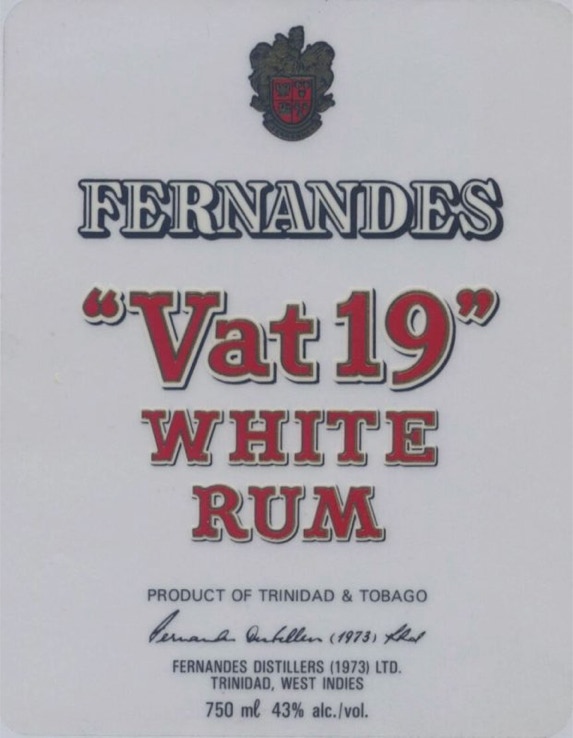 FERNANDES
“Vat 19”
WHITE
RUM
PRODUCT OF TRINIDAD & TOBAGO
Fernandes Distillers (1973) Ltd
FERNANDES DISTILLERS (1973) LTD.
TRINIDAD, WEST INDIES
750 ml 43% alc./vol.